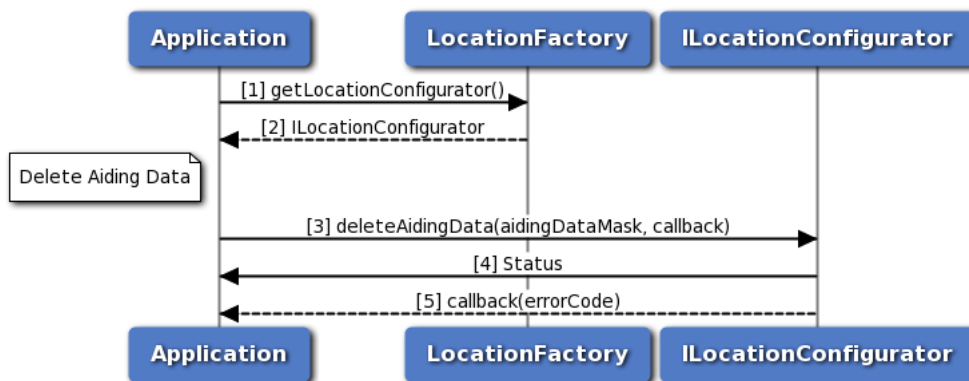 Application
LocationFactory
ILocationConfigurator
[1] getLocationConfigurator()
[2] ILocationConfigurator
Delete Aiding Data
[3] deleteAidingData(aidingDataMask, callback)
[4] Status
[5] callback(errorCode)
Application
LocationFactory
ILocationConfigurator